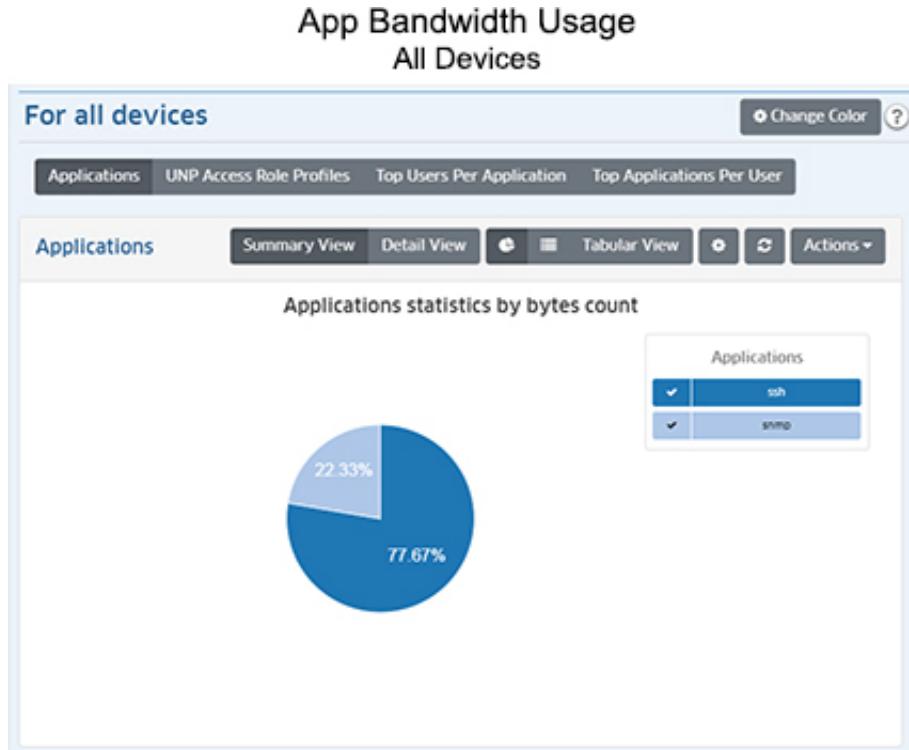 App Bandwidth Usage
All Devices
For all devices
Change Color ?
Applications UNP Access Role Profiles Top Users Per Application Top Applications Per User
Applications Summary View Detail View Tabular View Actions
Applications statistics by bytes count
Applications
ssh
snmp
22.33%
77.67%